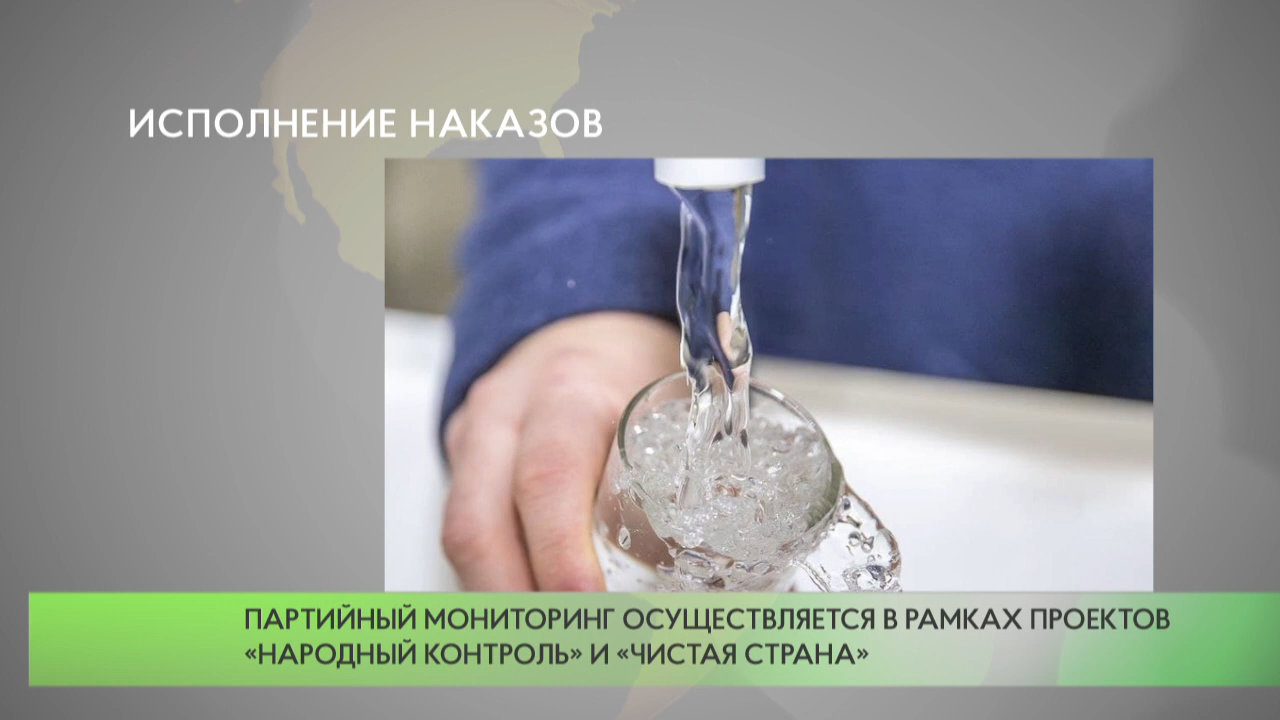 ИСПОЛНЕНИЕ НАКАЗОВ
ПАРТИЙНЫЙ МОНИТОРИНГ ОСУЩЕСТВЛЯЕТСЯ В РАМКАХ ПРОЕКТОВ
«НАРОДНЫЙ КОНТРОЛЬ» И «ЧИСТАЯ СТРАНА»